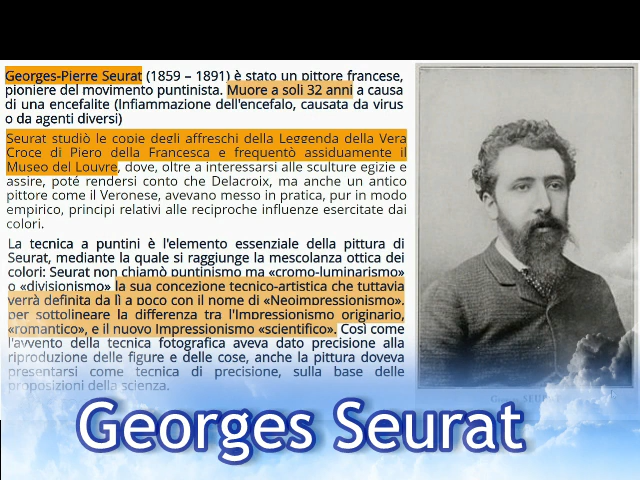 Georges-Pierre Seurat (1859 – 1891) è stato un pittore francese,
pioniere del movimento puntinista. Muore a soli 32 anni a causa
di una encefalite (Infiammazione dell'encefalo, causata da virus
o da agenti diversi)
Seurat studiò le copie degli affreschi della Leggenda della Vera
Croce di Piero della Francesca e frequentò assiduamente il
Museo del Louvre, dove, oltre a interessarsi alle sculture egizie e
assire, poté rendersi conto che Delacroix, ma anche un antico
pittore come il Veronese, avevano messo in pratica, pur in modo
empirico, principi relativi alle reciproche influenze esercitate dai
colori.
La tecnica a puntini è l'elemento essenziale della pittura di
Seurat, mediante la quale si raggiunge la mescolanza ottica dei
colori: Seurat non chiamò puntinismo ma «cromo-luminarismo»
o «divisionismo» la sua concezione tecnico-artistica che tuttavia
verrà definita da lì a poco con il nome di «Neoimpressionismo».
per sottolineare la differenza tra l'Impressionismo originario,
«romantico», e il nuovo Impressionismo «scientifico». Così come
l'avvento della tecnica fotografica aveva dato precisione alla
riproduzione delle figure e delle cose, anche la pittura doveva
presentarsi come tecnica di precisione, sulla base delle
proposizioni della scienza.
Georges Seurat